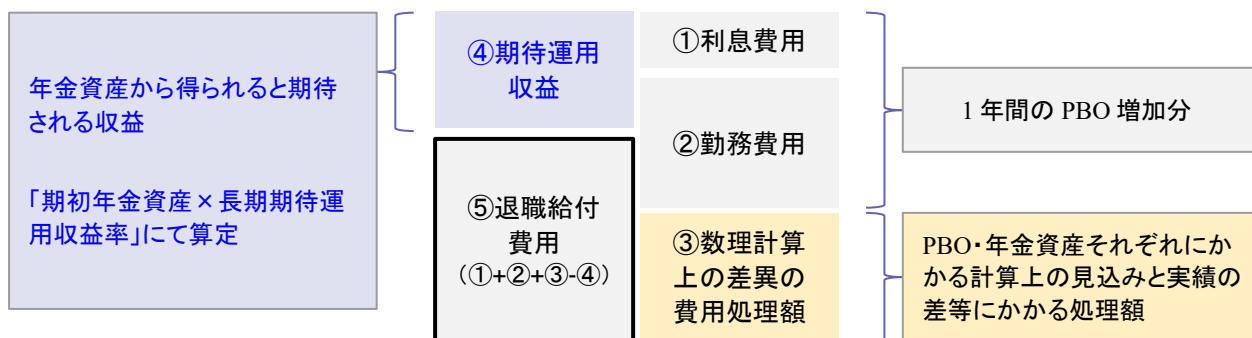 年金資産から得られると期待
される収益
「期初年金資産×長期期待運
用収益率」にて算定
④期待運用
収益
⑤退職給付
費用
(①+②+③-④)
①利息費用
②勤務費用
③数理計算
上の差異の
費用処理額
1 年間の PBO 増加分
PBO・年金資産それぞれにか
かる計算上の見込みと実績の
差等にかかる処理額